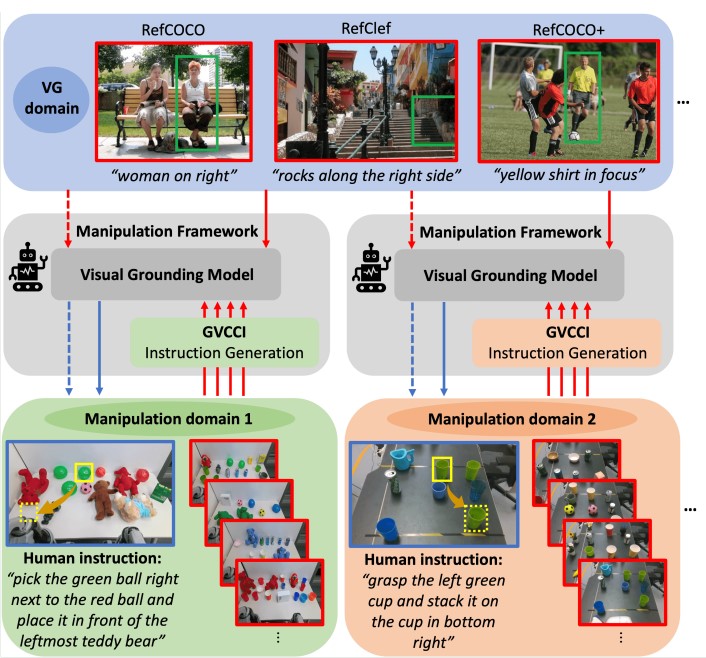 RefCOCO
RefClef
RefCOCO+
VG
domain
...
“woman on right”
“rocks along the right side”
“yellow shirt in focus”
Manipulation Framework
Visual Grounding Model
GVCCI
Instruction Generation
Manipulation Framework
Visual Grounding Model
GVCCI
Instruction Generation
Manipulation domain 1
Human instruction:
“pick the green ball right
next to the red ball and
place it in front of the
leftmost teddy bear”
...
Manipulation domain 2
Human instruction:
“grasp the left green
cup and stack it on
the cup in bottom
right”
...
...